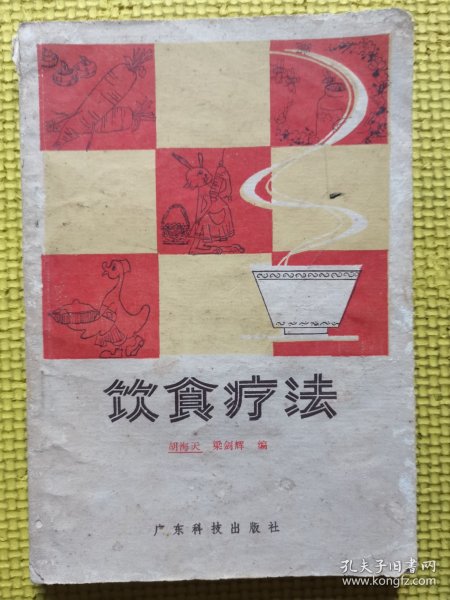 饮食疗法
胡海天 梁剑辉 编
广东科技出版社
孔夫子旧书网
www.kongfz.com